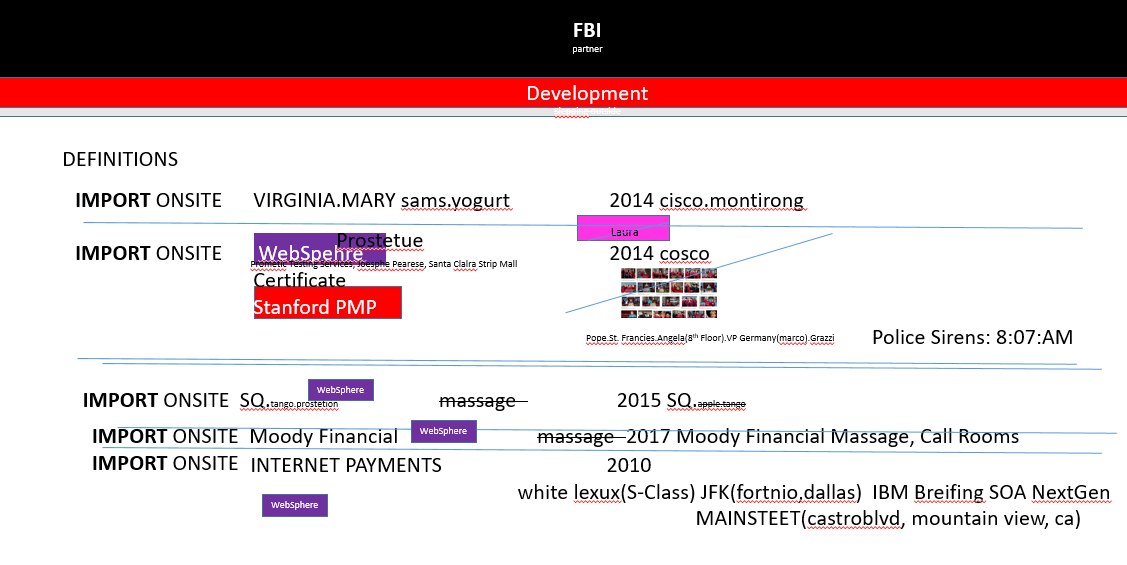 FBI
partner
Development
DEFINITIONS
IMPORT ONSITE VIRGINIA.MARY sams.yogurt 2014 cisco.montirong
Laura
Prostetue
IMPORT ONSITE WebSpehre 2014 cosco
Prometic Testing Services, Joesphe Pearese, Santa Clalra Strip Mall
Certificate
Stanford PMP
Pope.St. Francies.Angela(8th Floor).VP Germany(marco).Grazzi
Police Sirens: 8:07:AM
WebSphere
IMPORT ONSITE SQ.tango.prostetion massage 2015 SQ.apple.tango
IMPORT ONSITE Moody Financial WebSphere massage 2017 Moody Financial Massage, Call Rooms
IMPORT ONSITE INTERNET PAYMENTS 2010
white lexux(S-Class) JFK(fortnio,dallas) IBM Breifing SOA NextGen
WebSphere
MAINSTEET(castroblvd, mountain view, ca)